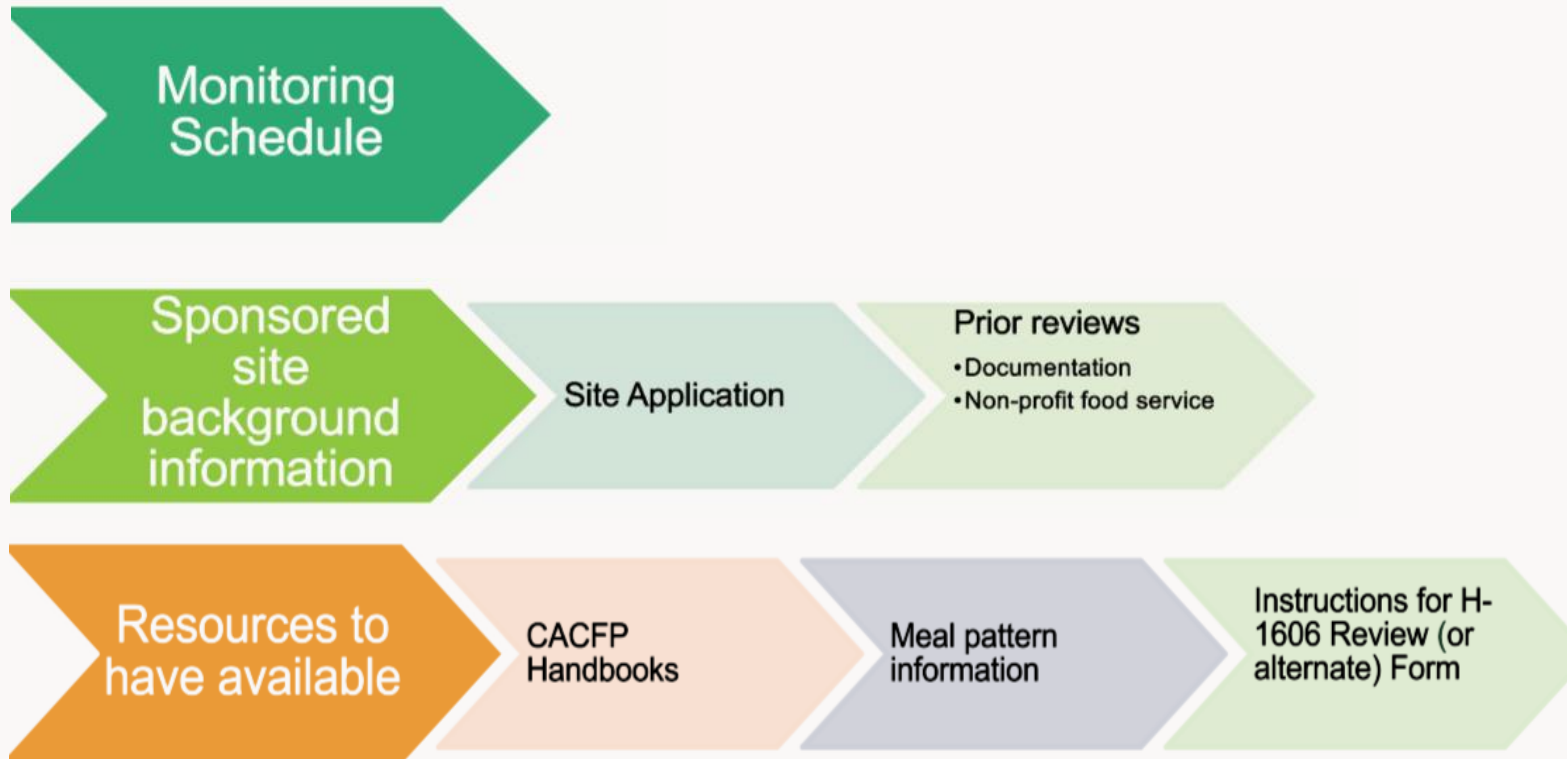 Monitoring
Schedule
Sponsored
site
background
information
Site Application
Prior reviews
•Documentation
•Non-profit food service
Resources to
have available
CACFP
Handbooks
Meal pattern
information
Instructions for H-
1606 Review (or
alternate) Form